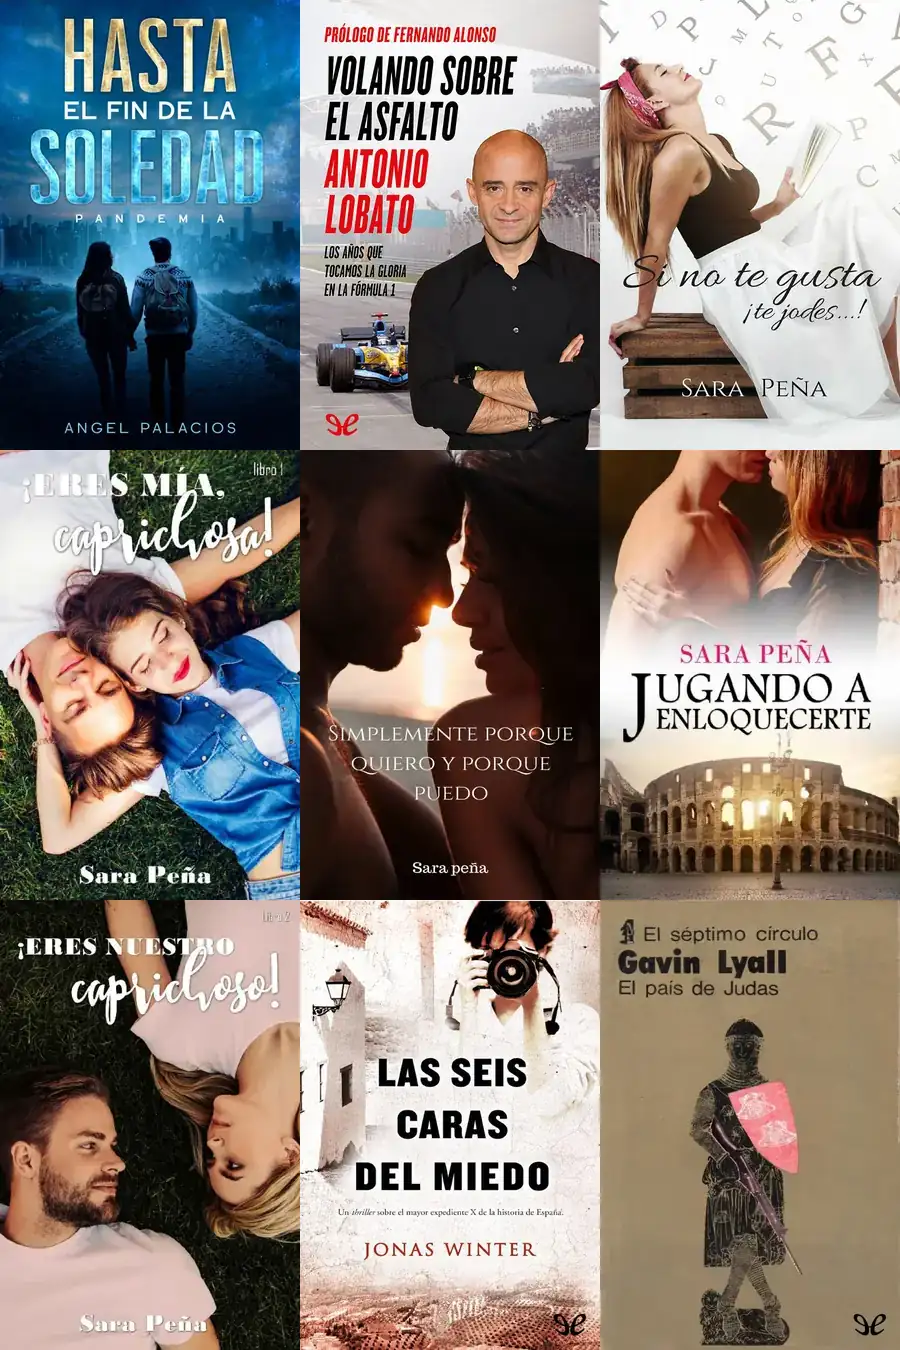 HASTA
EL FIN DE LA
SOLEDAD
PANDEMIA
ANGEL PALACIOS
PRÓLOGO DE FERNANDO ALONSO
VOLANDO SOBRE
EL ASFALTO
ANTONIO
LOBATO
LOS AÑOS QUE
TOCAMOS LA GLORIA
EN LA FÓRMULA 1
Si no te gusta
¡te jodes...!
SARA PEÑA
libro 1
¡ERES MÍA,
caprichosa!
Sara Peña
SIMPLEMENTE PORQUE
QUIERO Y PORQUE
PUEDO
Sara peña
SARA PEÑA
JUGANDO A
ENLOQUECERTE
libro 2
¡ERES NUESTRO
caprichoso!
Sara Peña
LAS SEIS
CARAS
DEL MIEDO
Un thriller sobre el mayor expediente X de la historia de España.
JONAS WINTER
El séptimo círculo
Gavin Lyall
El país de Judas